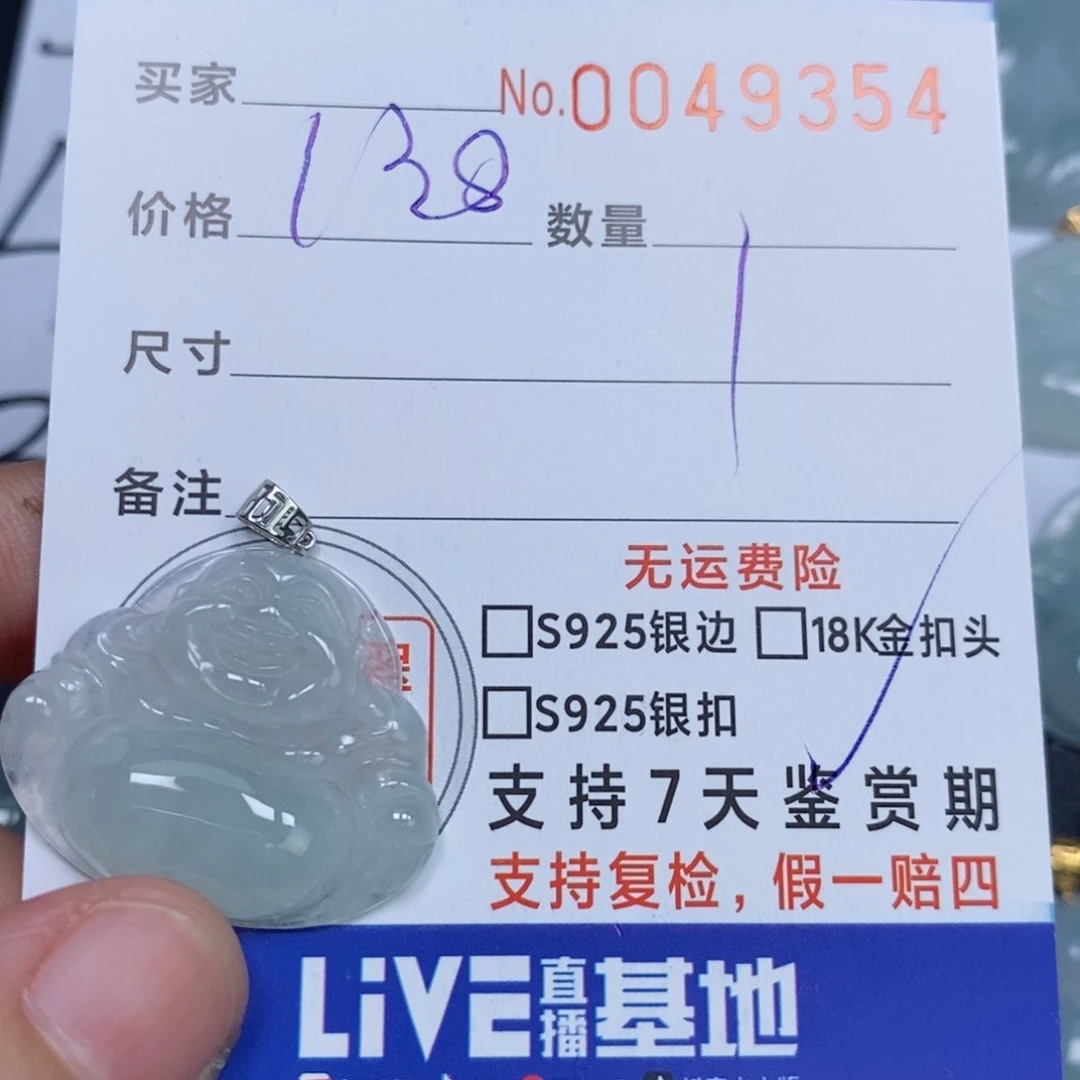 买家 No.0049354
价格 138 数量 1
尺寸
备注
无运费险
S925银边 18K金扣头
S925银扣
支持7天鉴赏期
支持复检,假一赔四
LiVE直播基地